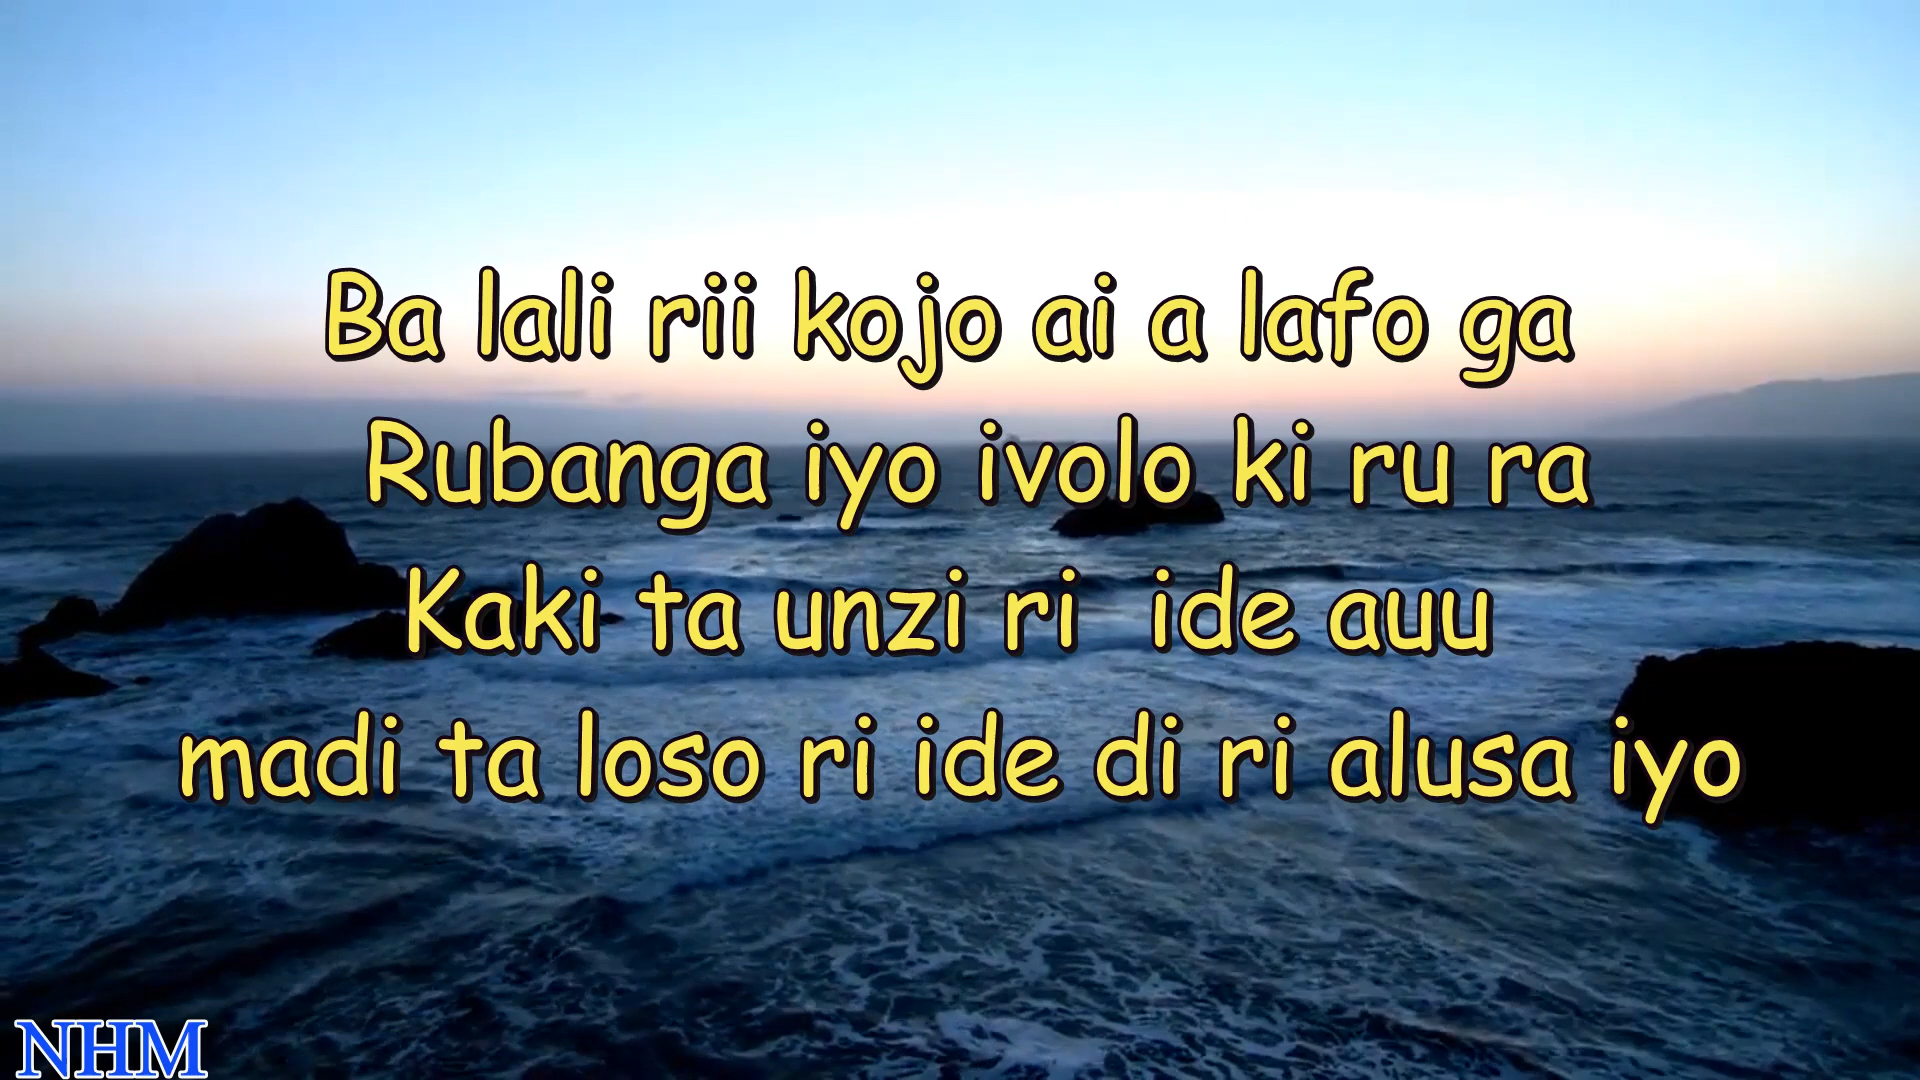 Ba lali rii kojo ai a lafo ga
Rubanga iyo ivolo ki ru ra
Kaki ta unzi ri ide auu
madi ta loso ri ide di ri alusa iyo
NHM